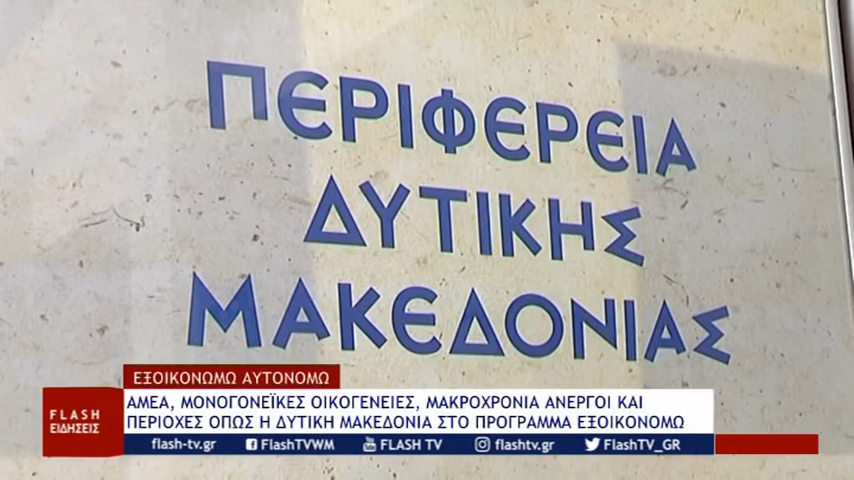 ΠΕΡΙΦΕΡΕΙΑ
ΔΥΤΙΚΗΣ
ΜΑΚΕΔΟΝΙΑΣ
ΕΞΟΙΚΟΝΩΜΩ ΑΥΤΟΝΟΜΩ
FLASH
ΕΙΔΗΣΕΙΣ
ΑΜΕΑ, ΜΟΝΟΓΟΝΕΪΚΕΣ ΟΙΚΟΓΕΝΕΙΕΣ, ΜΑΚΡΟΧΡΟΝΙΑ ΑΝΕΡΓΟΙ ΚΑΙ
ΠΕΡΙΟΧΕΣ ΟΠΩΣ Η ΔΥΤΙΚΗ ΜΑΚΕΔΟΝΙΑ ΣΤΟ ΠΡΟΓΡΑΜΜΑ ΕΞΟΙΚΟΝΟΜΩ
flash-tv.gr FlashTVWM FLASH TV flashtv.gr FlashTV_GR